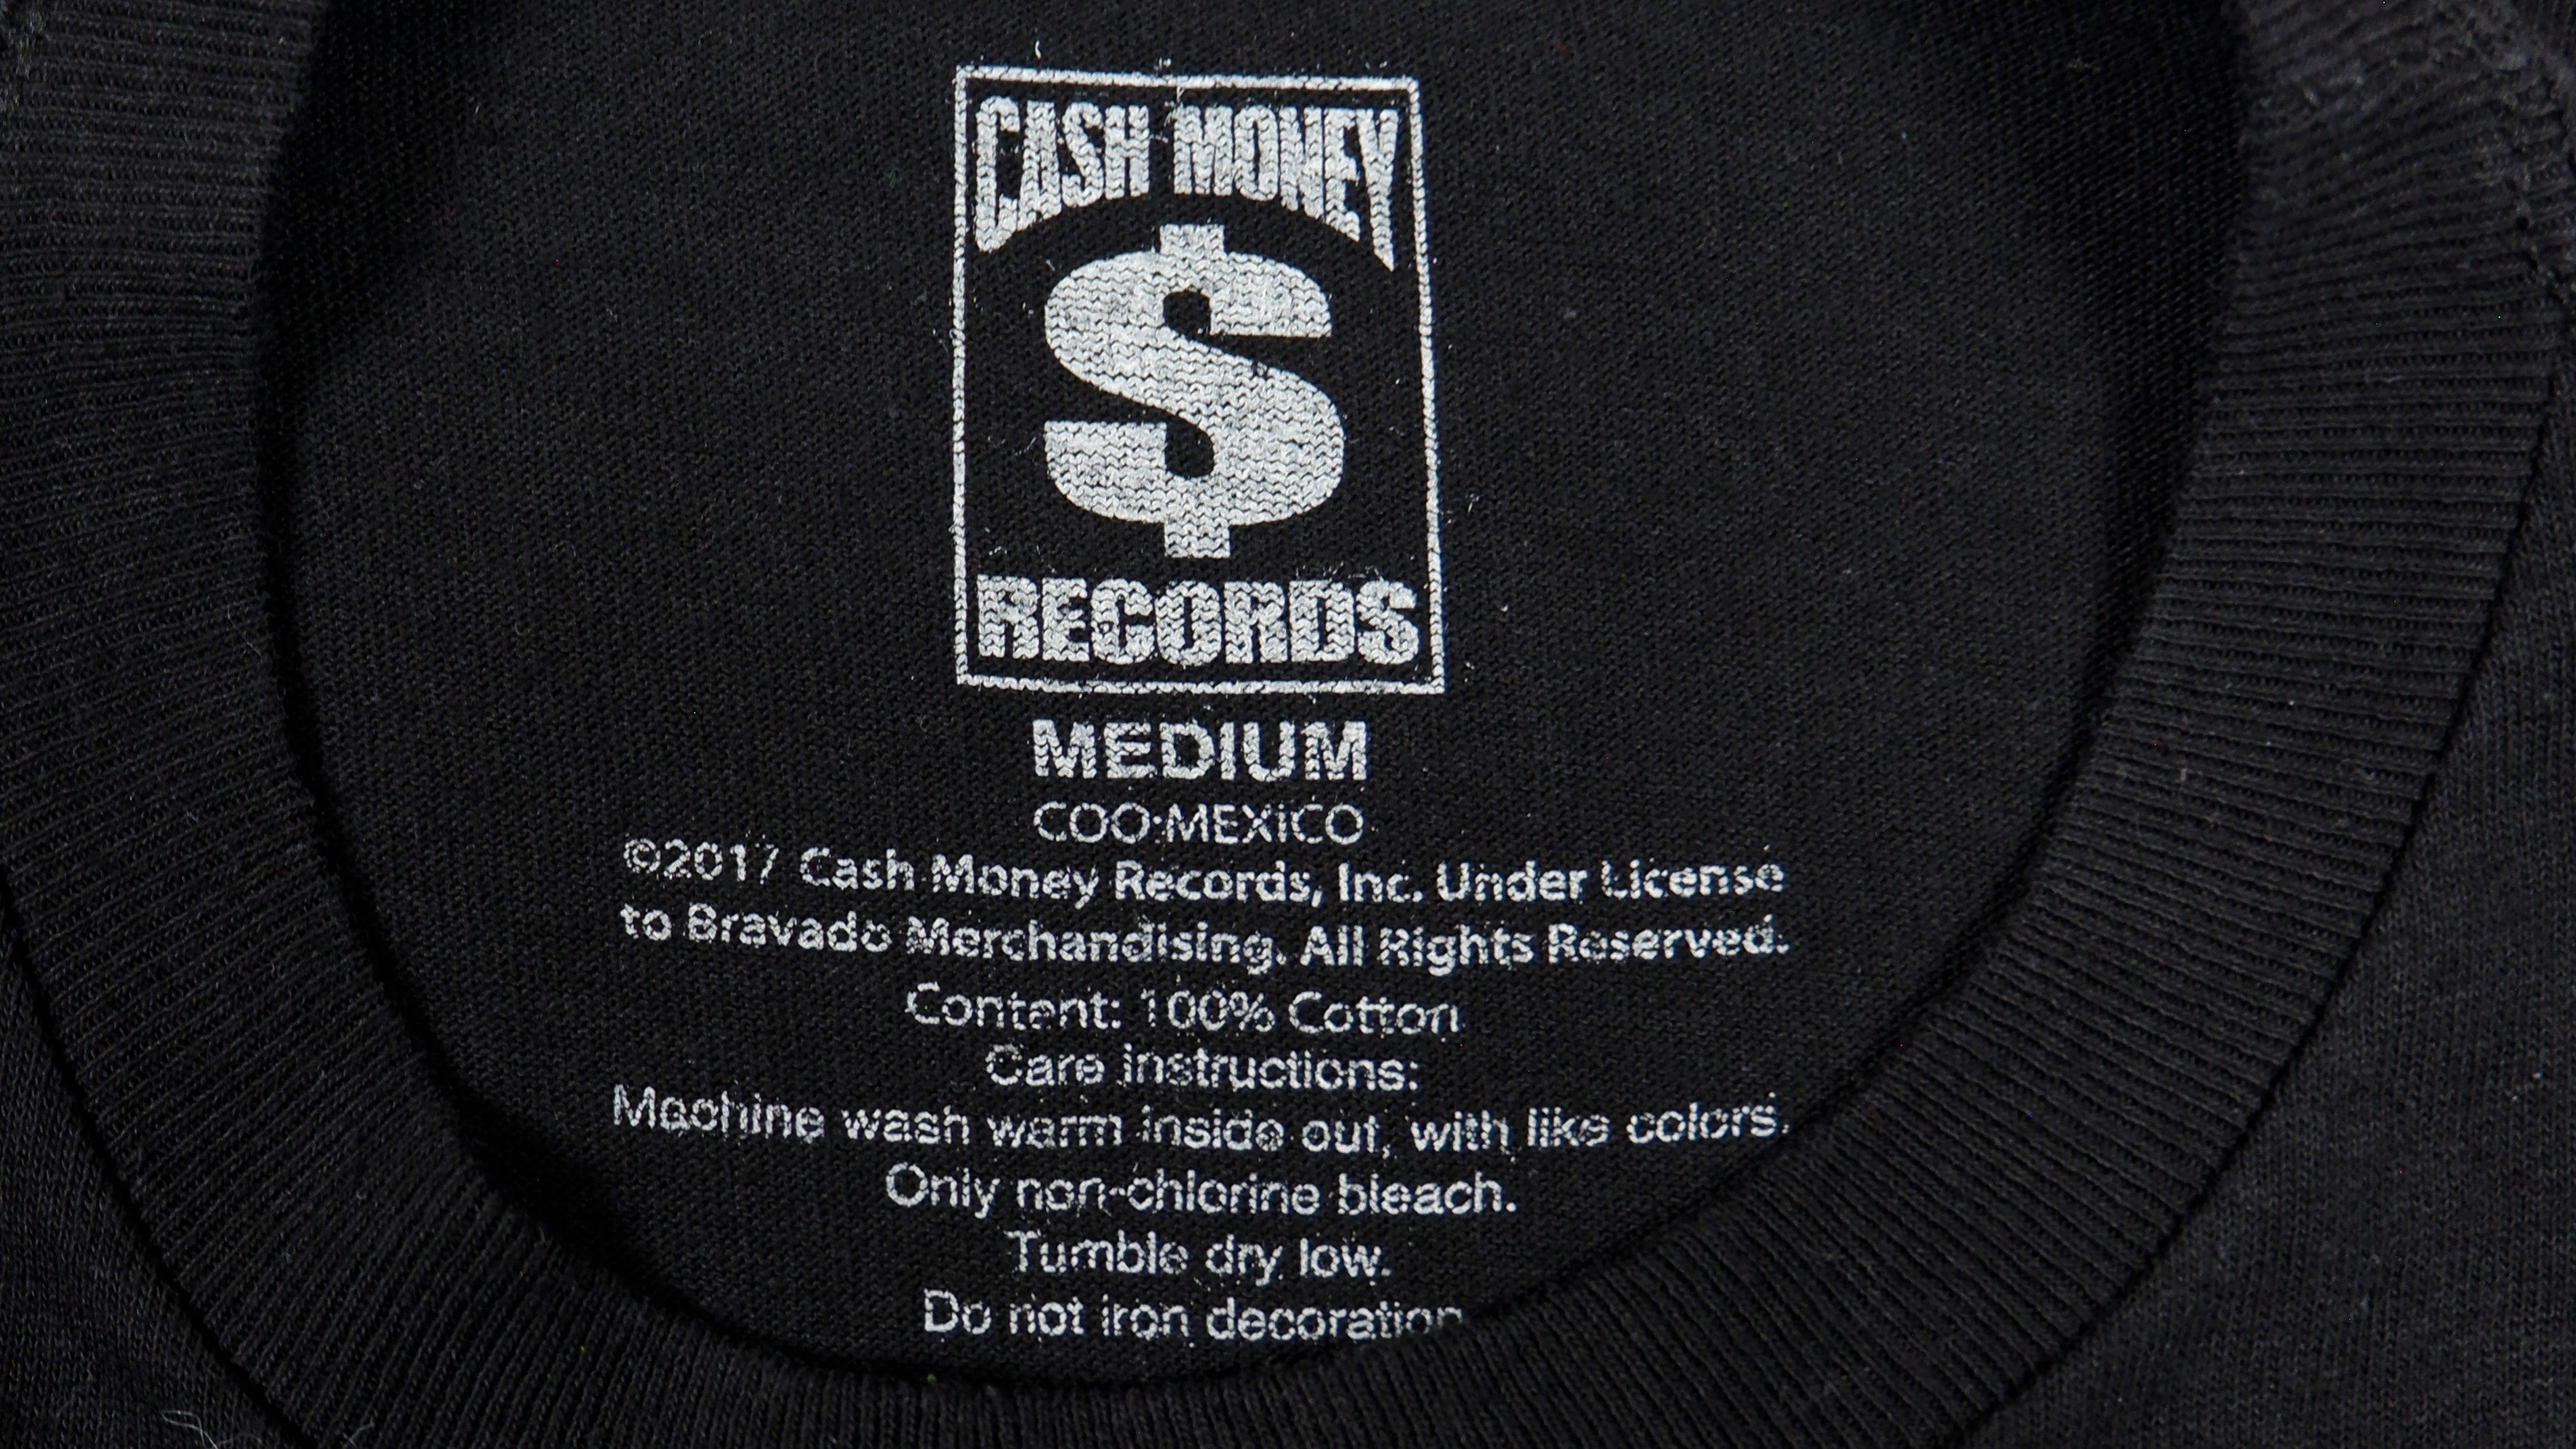 CASH MONEY
$
RECORDS
MEDIUM
COO:MEXICO
©2017 Cash Money Records, Inc. Under License
to Bravado Merchandising. All Rights Reserved.
Content: 100% Cotton
Care instructions:
Machine wash warm inside out, with like colors.
Only non-chlorine bleach.
Tumble dry low.
Do not iron decoration